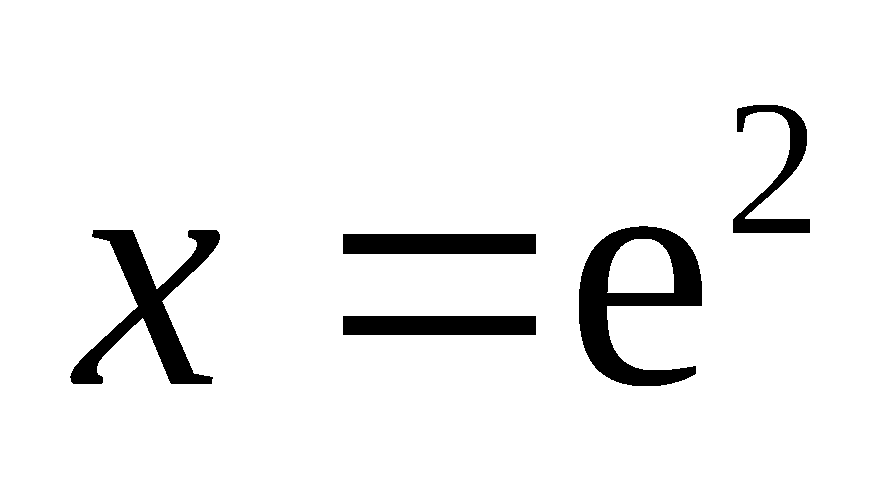 x = e²